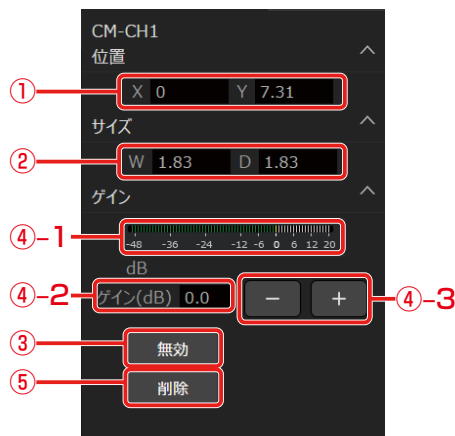 CM-CH1
位置
① X 0 Y 7.31
サイズ
② W 1.83 D 1.83
ゲイン
④-1
-48 -36 -24 -12 -6 0 6 12 20
dB
④-2 ゲイン(dB) 0.0 − + ④-3
③ 無効
⑤ 削除